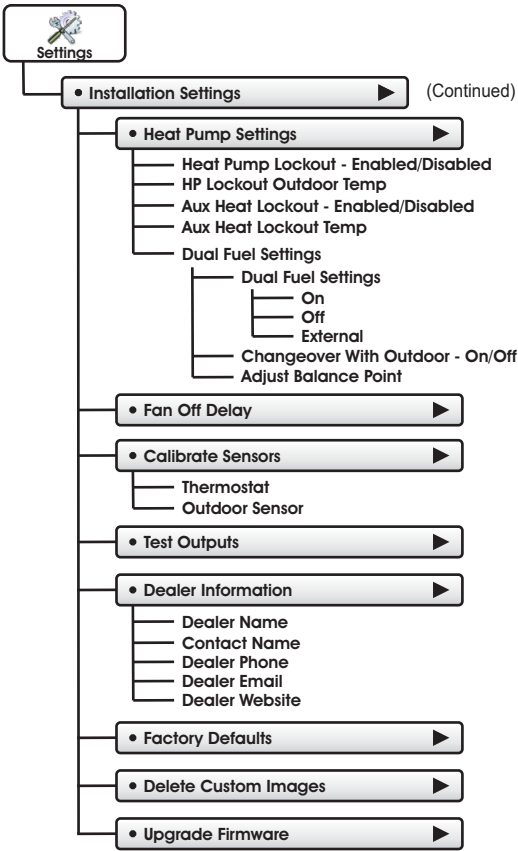 Settings
• Installation Settings
(Continued)
• Heat Pump Settings
Heat Pump Lockout - Enabled/Disabled
HP Lockout Outdoor Temp
Aux Heat Lockout - Enabled/Disabled
Aux Heat Lockout Temp
Dual Fuel Settings
Dual Fuel Settings
On
Off
External
Changeover With Outdoor - On/Off
Adjust Balance Point
• Fan Off Delay
• Calibrate Sensors
Thermostat
Outdoor Sensor
• Test Outputs
• Dealer Information
Dealer Name
Contact Name
Dealer Phone
Dealer Email
Dealer Website
• Factory Defaults
• Delete Custom Images
• Upgrade Firmware